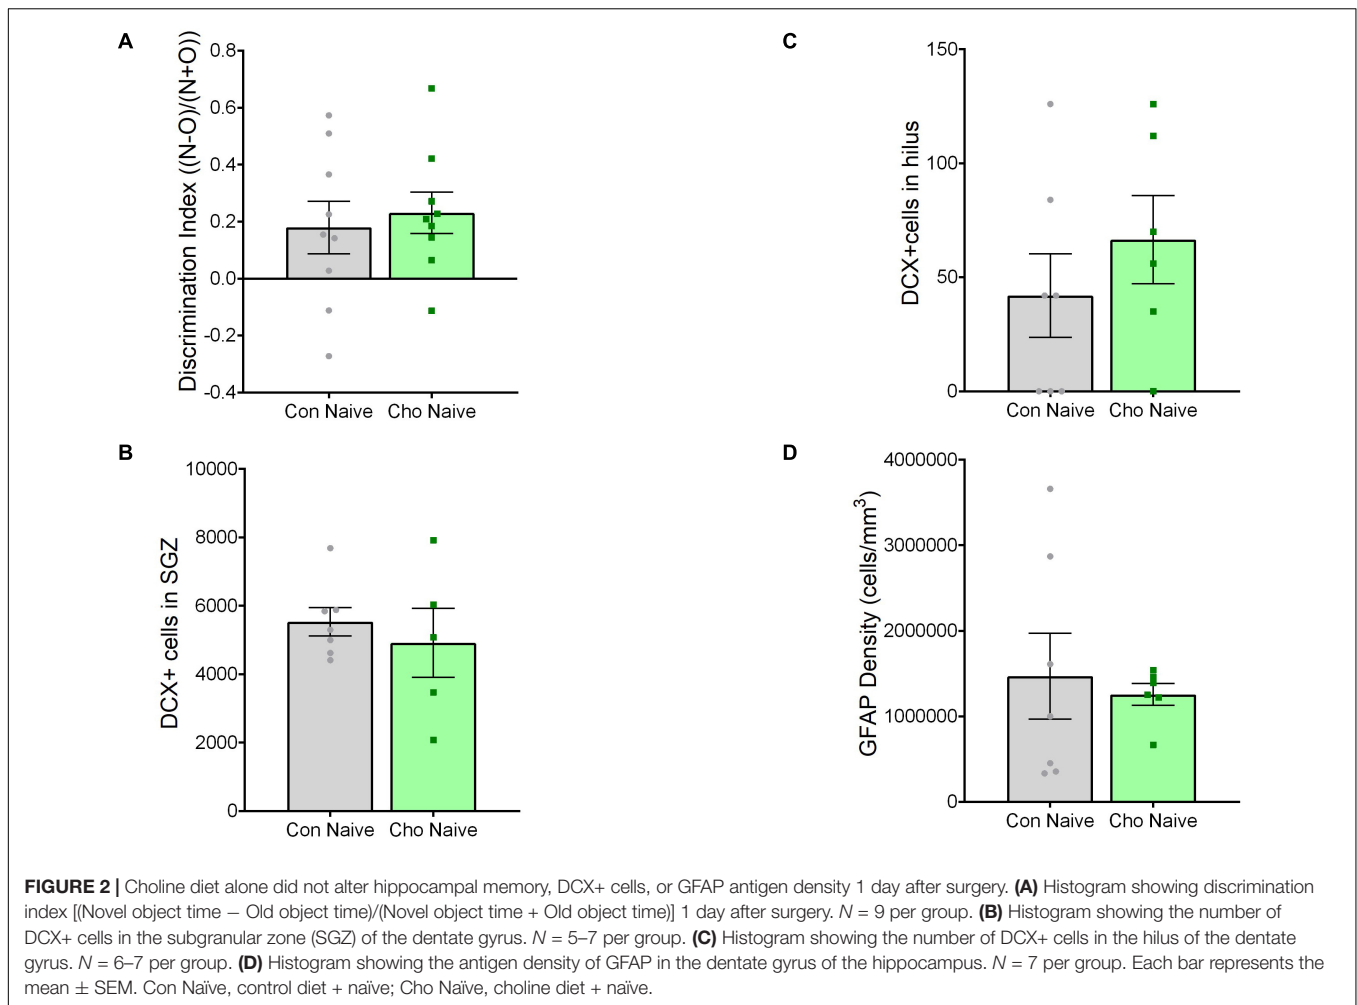 A
Discrimination Index ((N-O)/(N+O))
0.8
0.6
0.4
0.2
0.0
-0.2
-0.4
Con Naive
Cho Naive
C
DCX+cells in hilus
150
100
50
0
Con Naive
Cho Naive
B
DCX+ cells in SGZ
10000
8000
6000
4000
2000
0
Con Naive
Cho Naive
D
GFAP Density (cells/mm³)
4000000
3000000
2000000
1000000
0
Con Naive
Cho Naive
FIGURE 2 | Choline diet alone did not alter hippocampal memory, DCX+ cells, or GFAP antigen density 1 day after surgery. (A) Histogram showing discrimination
index [(Novel object time − Old object time)/(Novel object time + Old object time)] 1 day after surgery. N = 9 per group. (B) Histogram showing the number of
DCX+ cells in the subgranular zone (SGZ) of the dentate gyrus. N = 5–7 per group. (C) Histogram showing the number of DCX+ cells in the hilus of the dentate
gyrus. N = 6–7 per group. (D) Histogram showing the antigen density of GFAP in the dentate gyrus of the hippocampus. N = 7 per group. Each bar represents the
mean ± SEM. Con Naïve, control diet + naïve; Cho Naïve, choline diet + naïve.